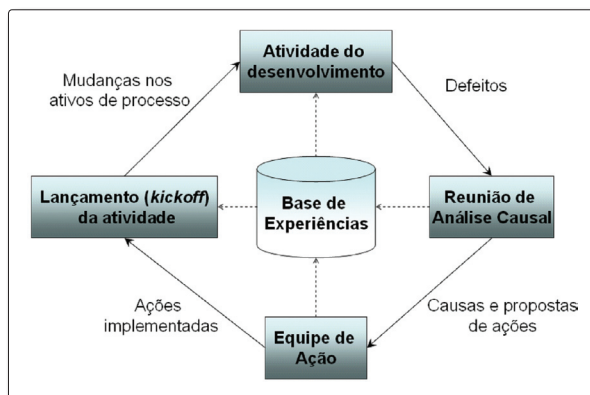 Atividade do
desenvolvimento
Mudanças nos
ativos de processo
Defeitos
Lançamento (kickoff)
da atividade
Base de
Experiências
Reunião de
Análise Causal
Ações
implementadas
Causas e propostas
de ações
Equipe de
Ação